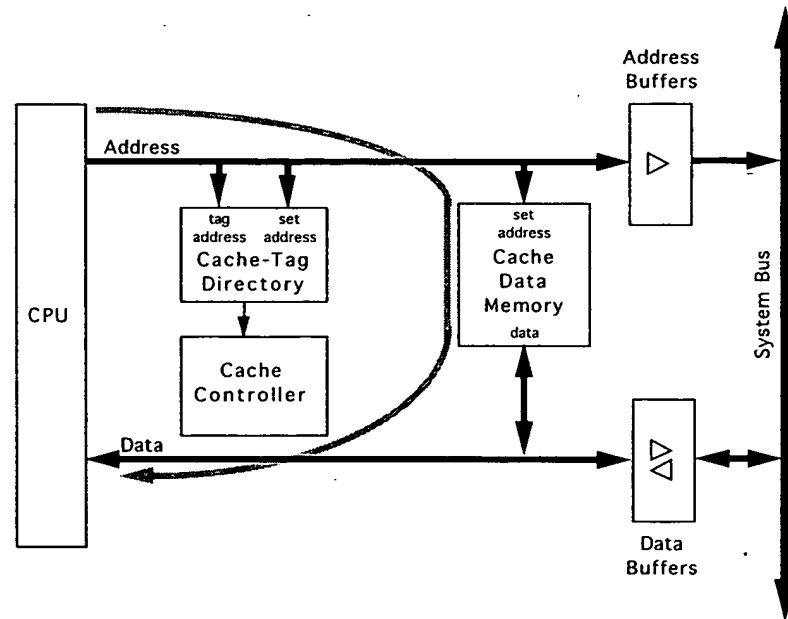 Address
Buffers
Address
tag
address
set
address
Cache-Tag
Directory
set
address
Cache
Data
Memory
data
CPU
System Bus
Cache
Controller
Data
Data
Buffers